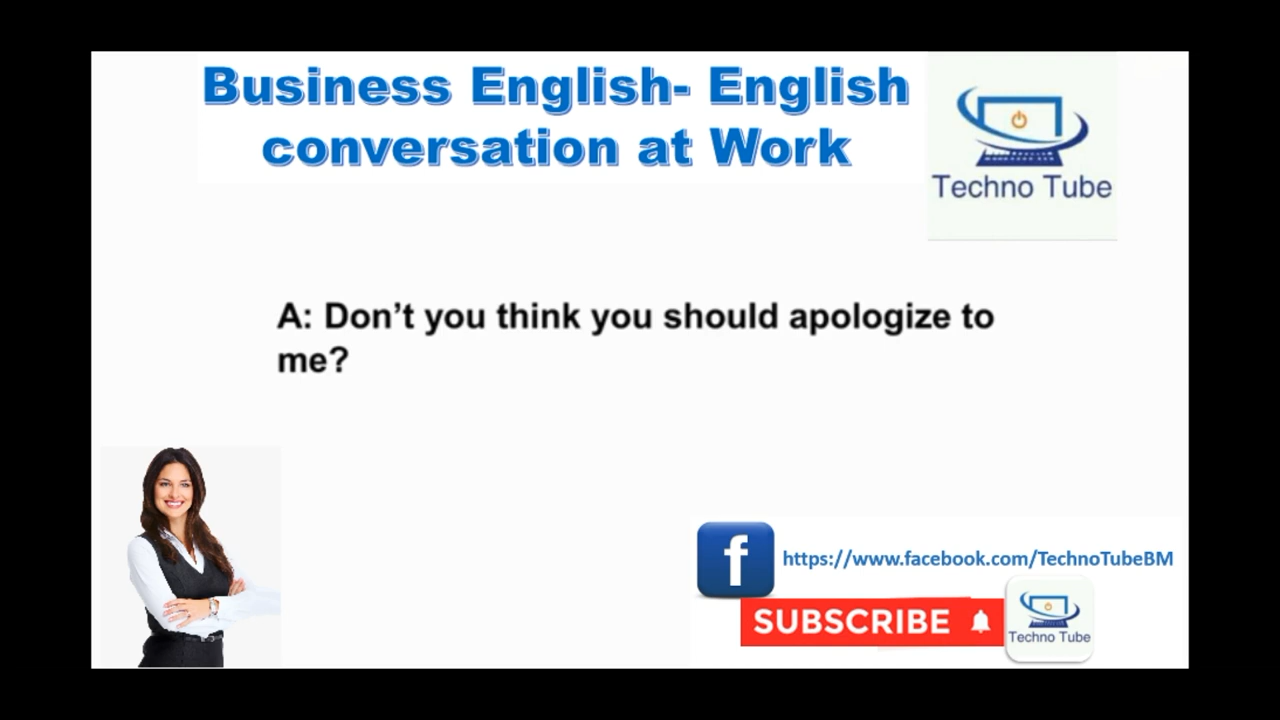 Business English- English
conversation at Work
Techno Tube
A: Don’t you think you should apologize to
me?
f
https://www.facebook.com/TechnoTubeBM
SUBSCRIBE
Techno Tube